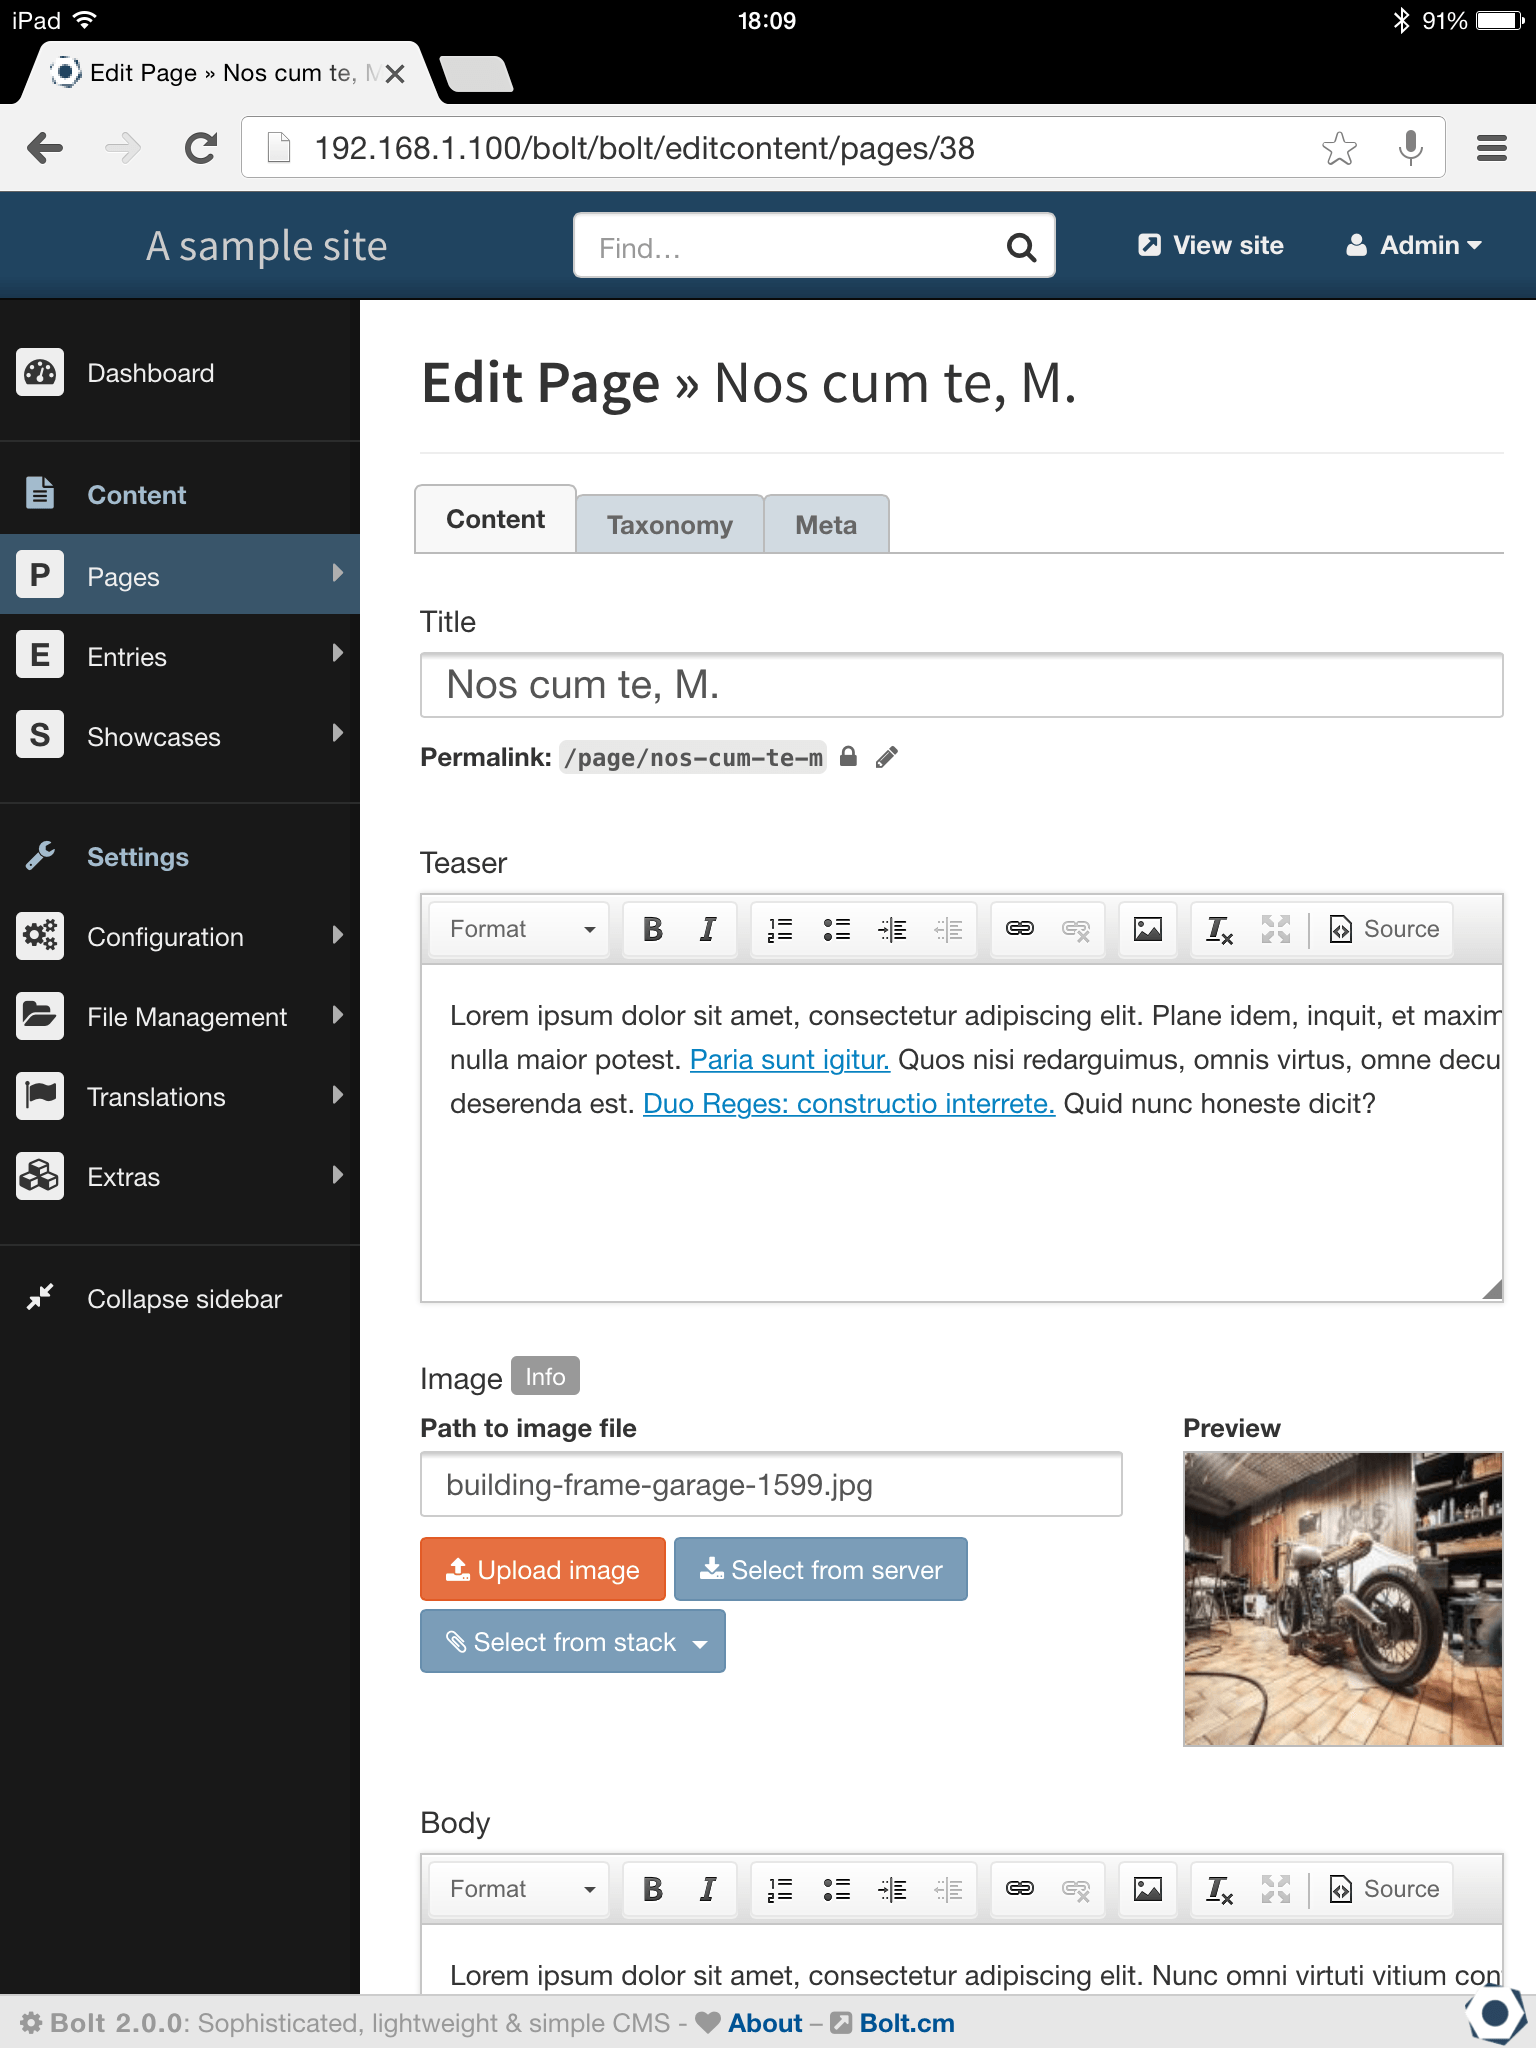 iPad 18:09 91%
Edit Page » Nos cum te, M
192.168.1.100/bolt/bolt/editcontent/pages/38
A sample site Find... View site Admin
Dashboard
Content
P Pages
E Entries
S Showcases
Settings
Configuration
File Management
Translations
Extras
Collapse sidebar
Edit Page » Nos cum te, M.
Content Taxonomy Meta
Title
Nos cum te, M.
Permalink: /page/nos-cum-te-m
Teaser
Format B I Source
Lorem ipsum dolor sit amet, consectetur adipiscing elit. Plane idem, inquit, et maxim
nulla maior potest. Paria sunt igitur. Quos nisi redarguimus, omnis virtus, omne decu
deserenda est. Duo Reges: constructio interrete. Quid nunc honeste dicit?
Image Info
Path to image file Preview
building-frame-garage-1599.jpg
Upload image Select from server
Select from stack
Body
Format B I Source
Lorem ipsum dolor sit amet, consectetur adipiscing elit. Nunc omni virtuti vitium con
Bolt 2.0.0: Sophisticated, lightweight & simple CMS - About – Bolt.cm